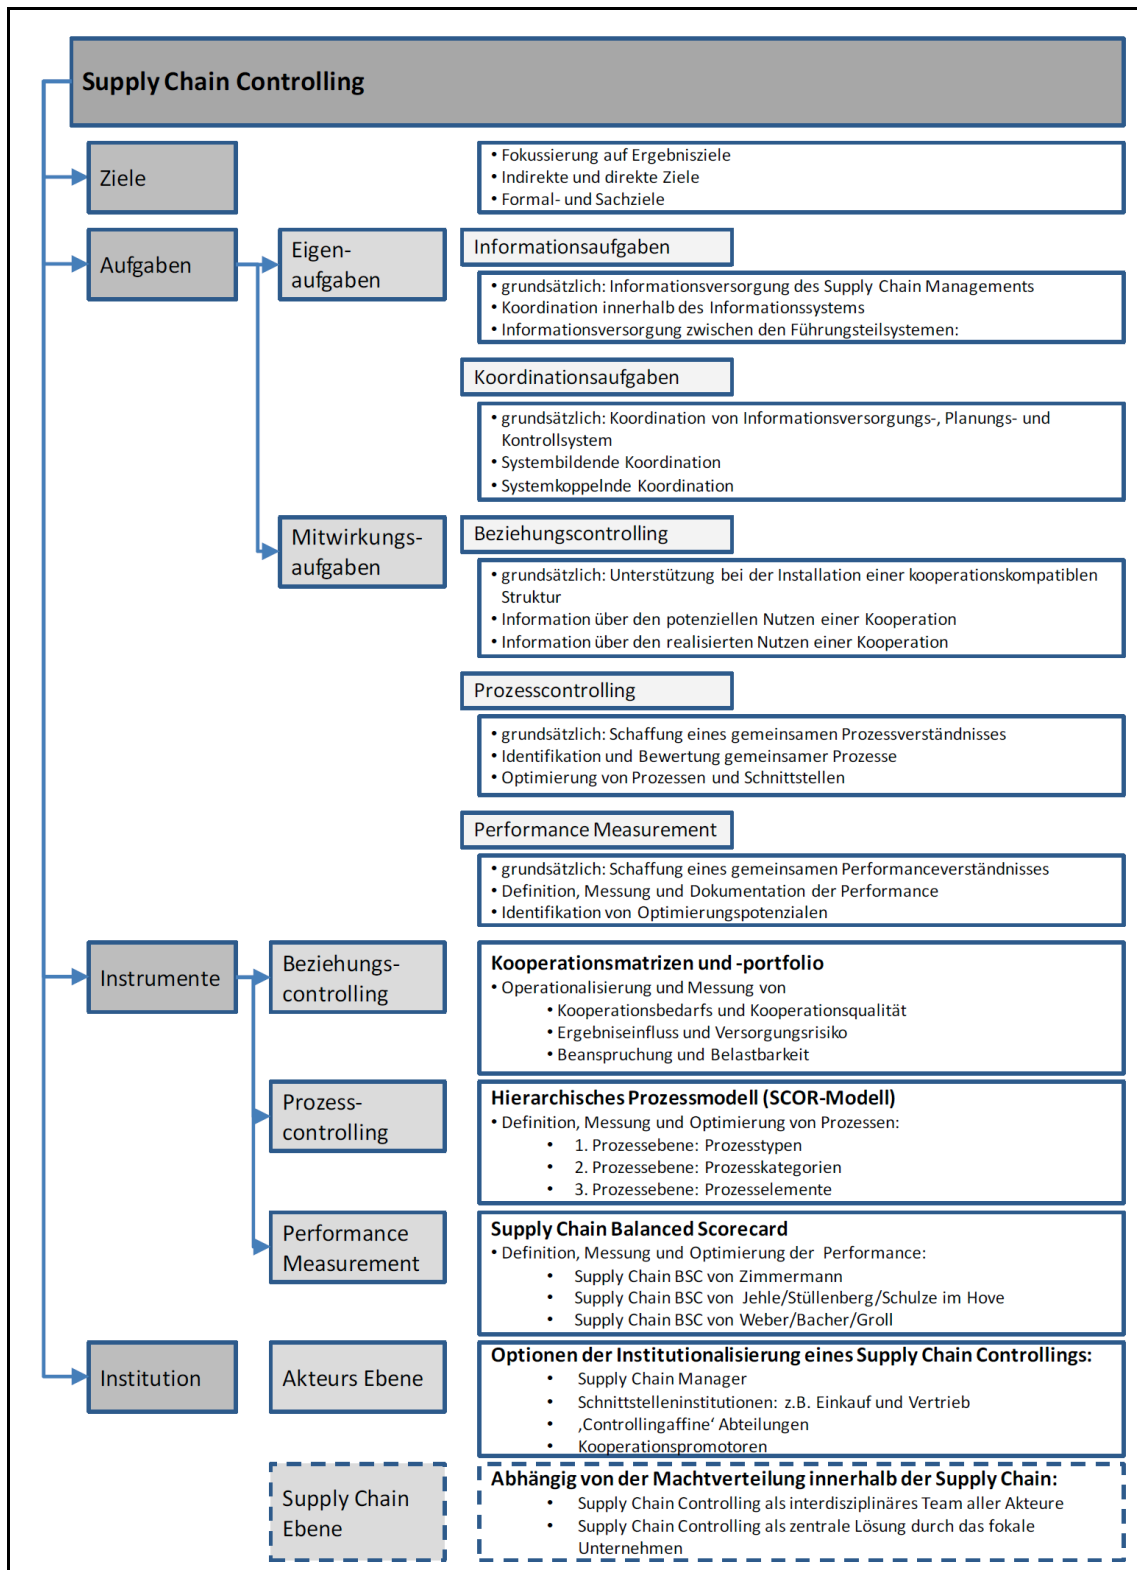 Supply Chain Controlling
Ziele
• Fokussierung auf Ergebnisziele
• Indirekte und direkte Ziele
• Formal- und Sachziele
Aufgaben
Eigen-
aufgaben
Informationsaufgaben
• grundsätzlich: Informationsversorgung des Supply Chain Managements
• Koordination innerhalb des Informationssystems
• Informationsversorgung zwischen den Führungsteilsystemen:
Koordinationsaufgaben
• grundsätzlich: Koordination von Informationsversorgungs-, Planungs- und
Kontrollsystem
• Systembildende Koordination
• Systemkoppelnde Koordination
Mitwirkungs-
aufgaben
Beziehungscontrolling
• grundsätzlich: Unterstützung bei der Installation einer kooperationskompatiblen
Struktur
• Information über den potenziellen Nutzen einer Kooperation
• Information über den realisierten Nutzen einer Kooperation
Prozesscontrolling
• grundsätzlich: Schaffung eines gemeinsamen Prozessverständnisses
• Identifikation und Bewertung gemeinsamer Prozesse
• Optimierung von Prozessen und Schnittstellen
Performance Measurement
• grundsätzlich: Schaffung eines gemeinsamen Performanceverständnisses
• Definition, Messung und Dokumentation der Performance
• Identifikation von Optimierungspotenzialen
Instrumente
Beziehungs-
controlling
Kooperationsmatrizen und -portfolio
• Operationalisierung und Messung von
• Kooperationsbedarfs und Kooperationsqualität
• Ergebniseinfluss und Versorgungsrisiko
• Beanspruchung und Belastbarkeit
Prozess-
controlling
Hierarchisches Prozessmodell (SCOR-Modell)
• Definition, Messung und Optimierung von Prozessen:
• 1. Prozessebene: Prozesstypen
• 2. Prozessebene: Prozesskategorien
• 3. Prozessebene: Prozesselemente
Performance
Measurement
Supply Chain Balanced Scorecard
• Definition, Messung und Optimierung der Performance:
• Supply Chain BSC von Zimmermann
• Supply Chain BSC von Jehle/Stüllenberg/Schulze im Hove
• Supply Chain BSC von Weber/Bacher/Groll
Institution
Akteurs Ebene
Optionen der Institutionalisierung eines Supply Chain Controllings:
• Supply Chain Manager
• Schnittstelleninstitutionen: z.B. Einkauf und Vertrieb
• ‚Controllingaffine‘ Abteilungen
• Kooperationspromotoren
Supply Chain
Ebene
Abhängig von der Machtverteilung innerhalb der Supply Chain:
• Supply Chain Controlling als interdisziplinäres Team aller Akteure
• Supply Chain Controlling als zentrale Lösung durch das fokale
Unternehmen